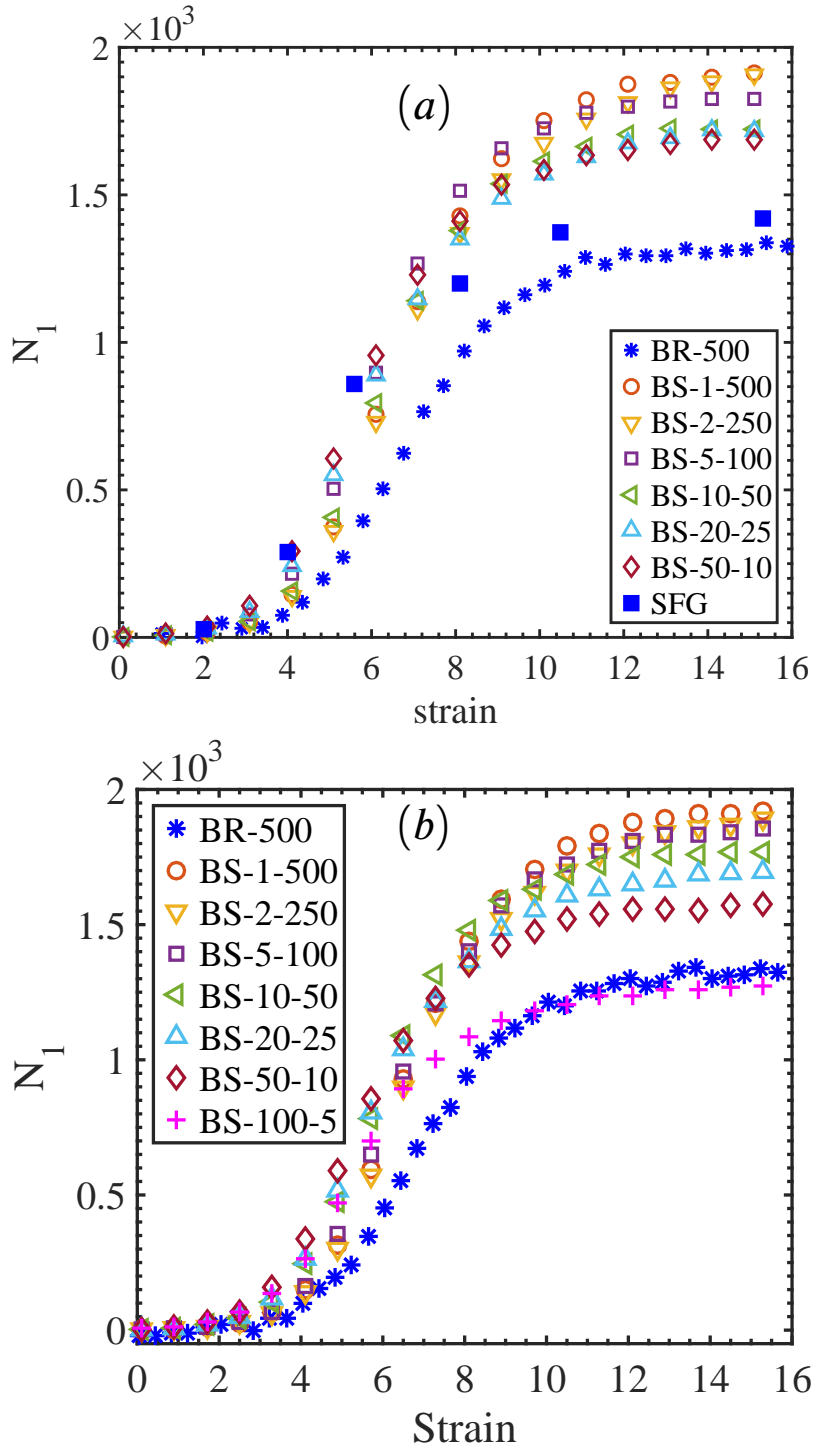 ×10³
(a)
2
1.5
1
0.5
0
N₁
BR-500
BS-1-500
BS-2-250
BS-5-100
BS-10-50
BS-20-25
BS-50-10
SFG
0 2 4 6 8 10 12 14 16
strain
×10³
(b)
2
1.5
1
0.5
0
N₁
BR-500
BS-1-500
BS-2-250
BS-5-100
BS-10-50
BS-20-25
BS-50-10
BS-100-5
0 2 4 6 8 10 12 14 16
Strain